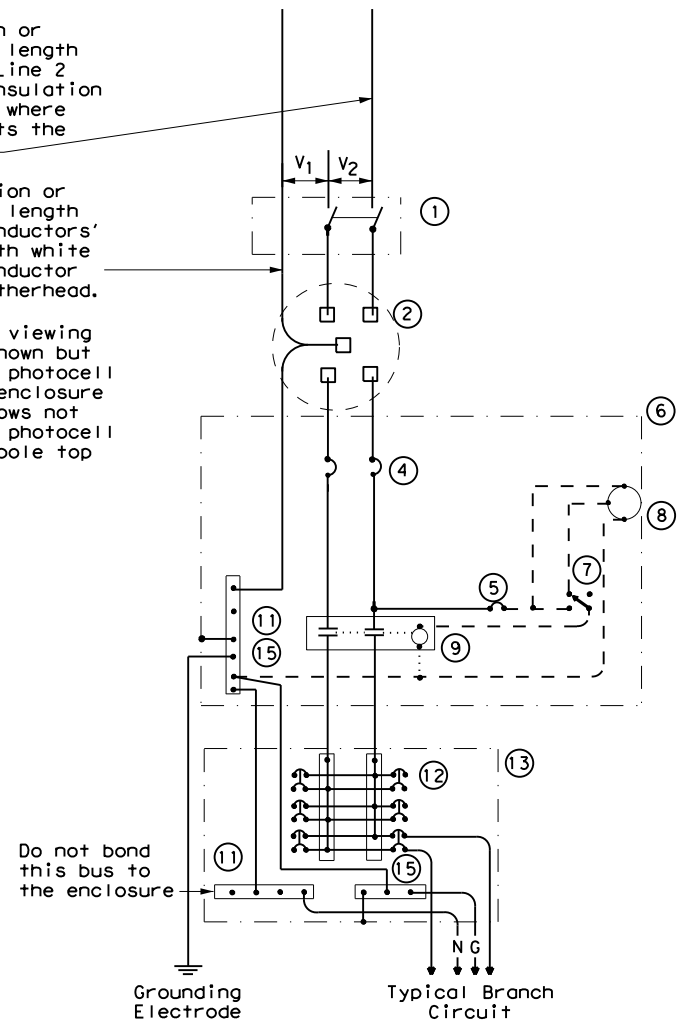 n or
length
Line 2
nsulation
where
ts the
V1 V2
ion or
length
nductors'
th white
nductor
therhead.
1
2
viewing
hown but
photocell
enclosure
ows not
photocell
pole top
6
4
8
5
7
11
15
9
13
12
Do not bond
this bus to
the enclosure
11
15
N G
Grounding
Electrode
Typical Branch
Circuit